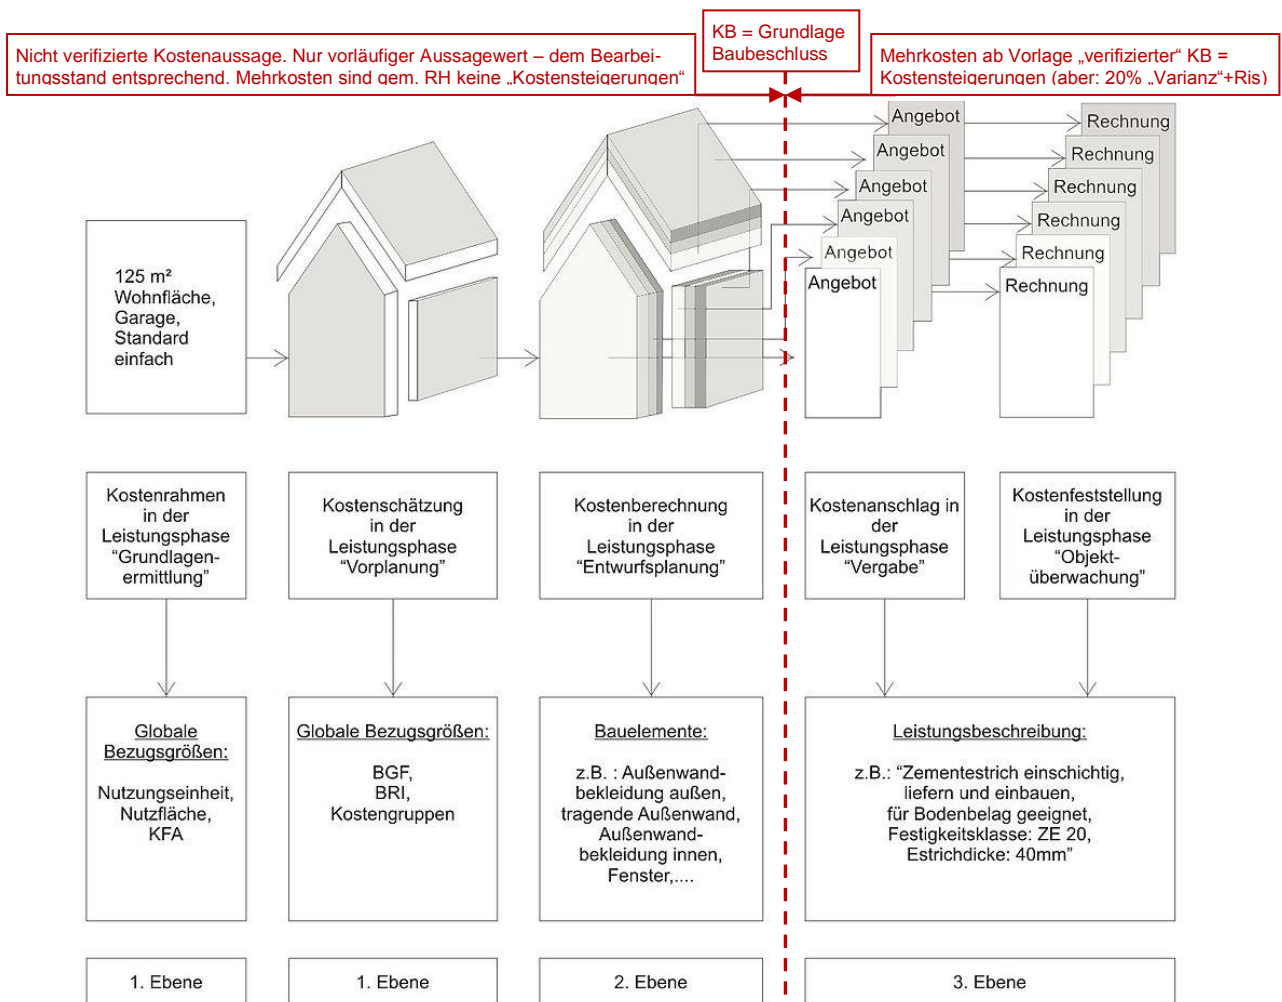 Nicht verifizierte Kostenaussage. Nur vorläufiger Aussagewert – dem Bearbei-
tungsstand entsprechend. Mehrkosten sind gem. RH keine „Kostensteigerungen“
KB = Grundlage
Baubeschluss
Mehrkosten ab Vorlage „verifizierter“ KB =
Kostensteigerungen (aber: 20% „Varianz“+Ris)
125 m²
Wohnfläche,
Garage,
Standard
einfach
Angebot
Angebot
Angebot
Angebot
Angebot
Angebot
Rechnung
Rechnung
Rechnung
Rechnung
Rechnung
Rechnung
Kostenrahmen
in der
Leistungsphase
“Grundlagen-
ermittlung”
Kostenschätzung
in der
Leistungsphase
“Vorplanung”
Kostenberechnung
in der
Leistungsphase
“Entwurfsplanung”
Kostenanschlag in
der
Leistungsphase
“Vergabe”
Kostenfeststellung
in der
Leistungsphase
“Objekt-
überwachung”
Globale
Bezugsgrößen:
Nutzungseinheit,
Nutzfläche,
KFA
Globale Bezugsgrößen:
BGF,
BRI,
Kostengruppen
Bauelemente:
z.B. : Außenwand-
bekleidung außen,
tragende Außenwand,
Außenwand-
bekleidung innen,
Fenster,....
Leistungsbeschreibung:
z.B.: “Zementestrich einschichtig,
liefern und einbauen,
für Bodenbelag geeignet,
Festigkeitsklasse: ZE 20,
Estrichdicke: 40mm”
1. Ebene
1. Ebene
2. Ebene
3. Ebene